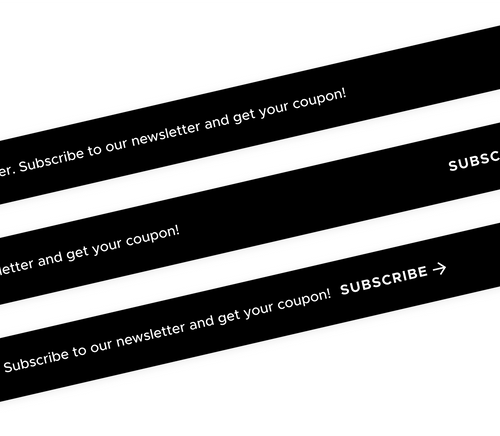 er. Subscribe to our newsletter and get your coupon!
letter and get your coupon! SUBSC
Subscribe to our newsletter and get your coupon! SUBSCRIBE →